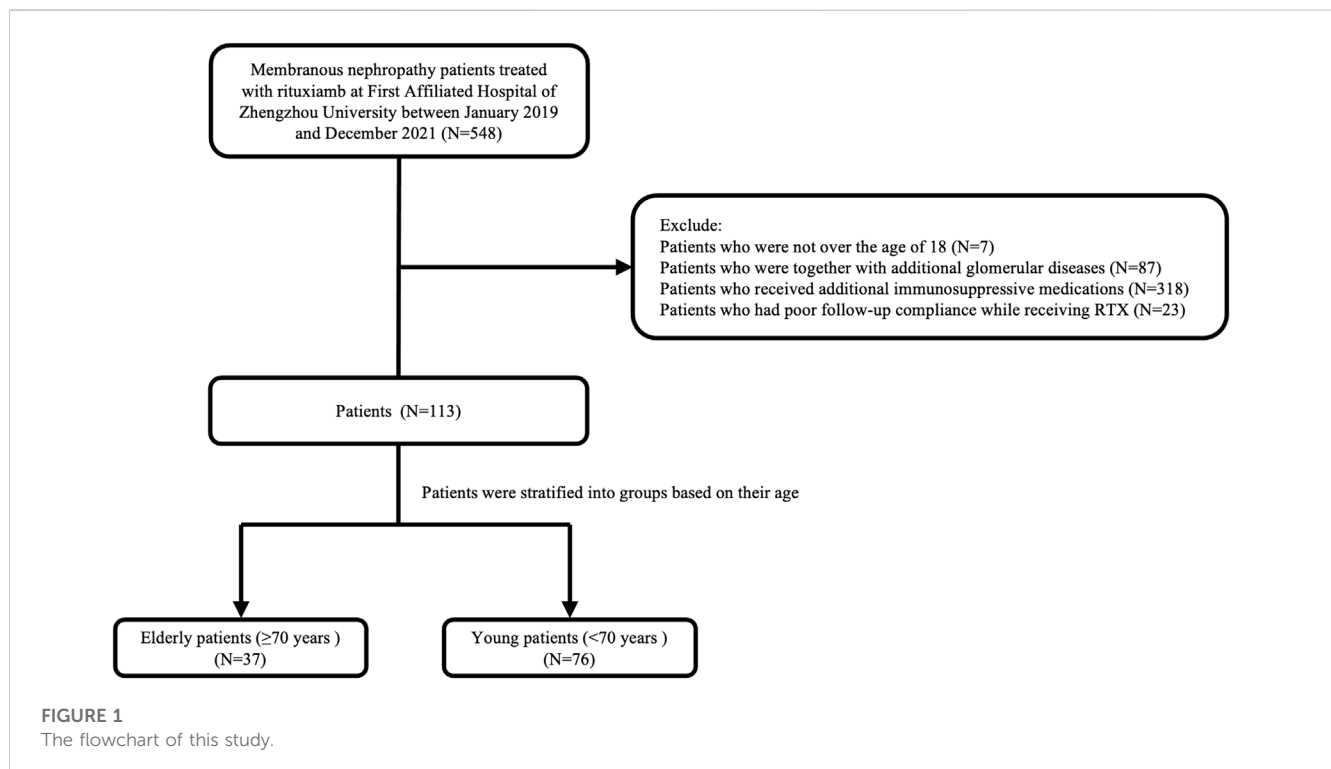 Membranous nephropathy patients treated
with rituxiamb at First Affiliated Hospital of
Zhengzhou University between January 2019
and December 2021 (N=548)
Exclude:
Patients who were not over the age of 18 (N=7)
Patients who were together with additional glomerular diseases (N=87)
Patients who received additional immunosuppressive medications (N=318)
Patients who had poor follow-up compliance while receiving RTX (N=23)
Patients (N=113)
Patients were stratified into groups based on their age
Elderly patients (≥70 years )
(N=37)
Young patients (<70 years )
(N=76)
FIGURE 1
The flowchart of this study.